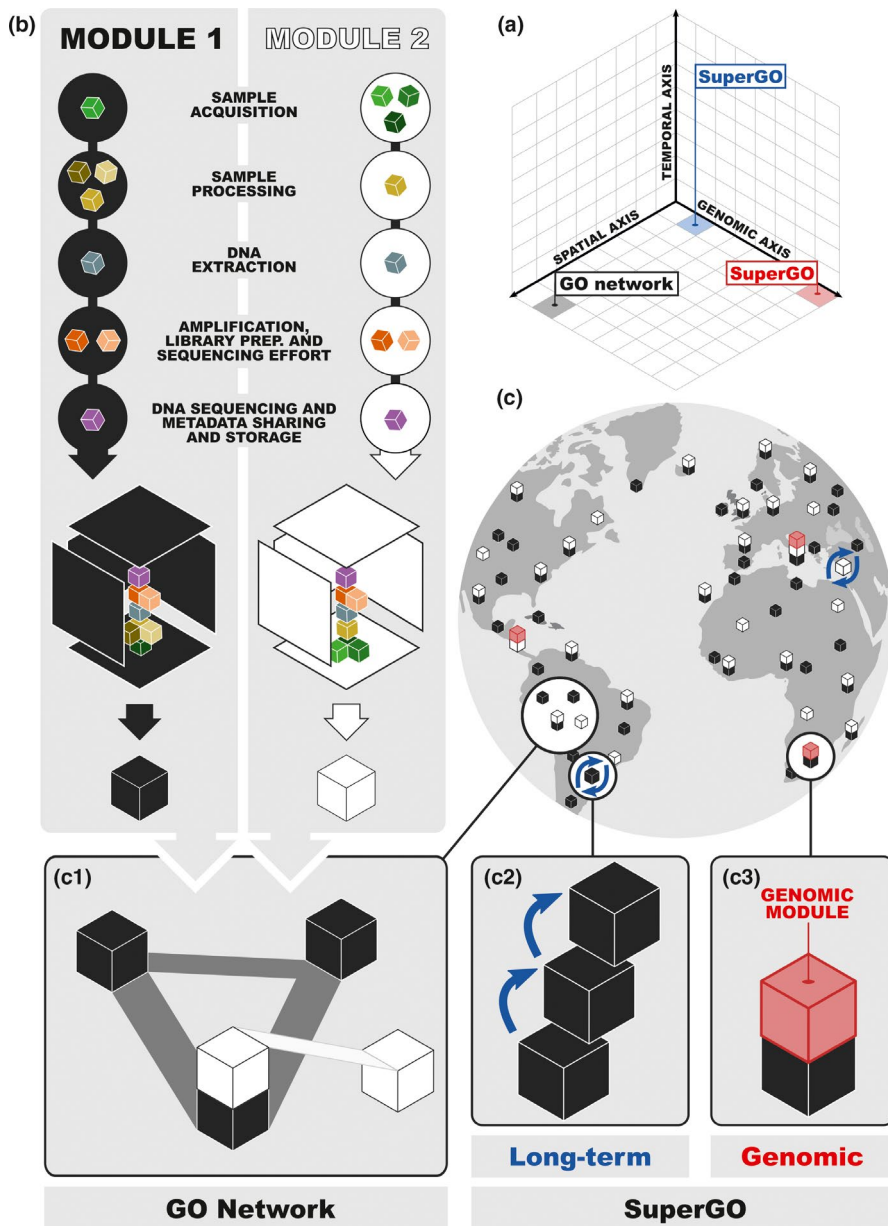 (b)
MODULE 1
MODULE 2
SAMPLE
ACQUISITION
SAMPLE
PROCESSING
DNA
EXTRACTION
AMPLIFICATION,
LIBRARY PREP. AND
SEQUENCING EFFORT
DNA SEQUENCING AND
METADATA SHARING
AND STORAGE
(a)
TEMPORAL AXIS
SPATIAL AXIS
GENOMIC AXIS
SuperGO
SuperGO
GO network
(c)
(c1)
(c2)
(c3)
GENOMIC
MODULE
Long-term
Genomic
GO Network
SuperGO